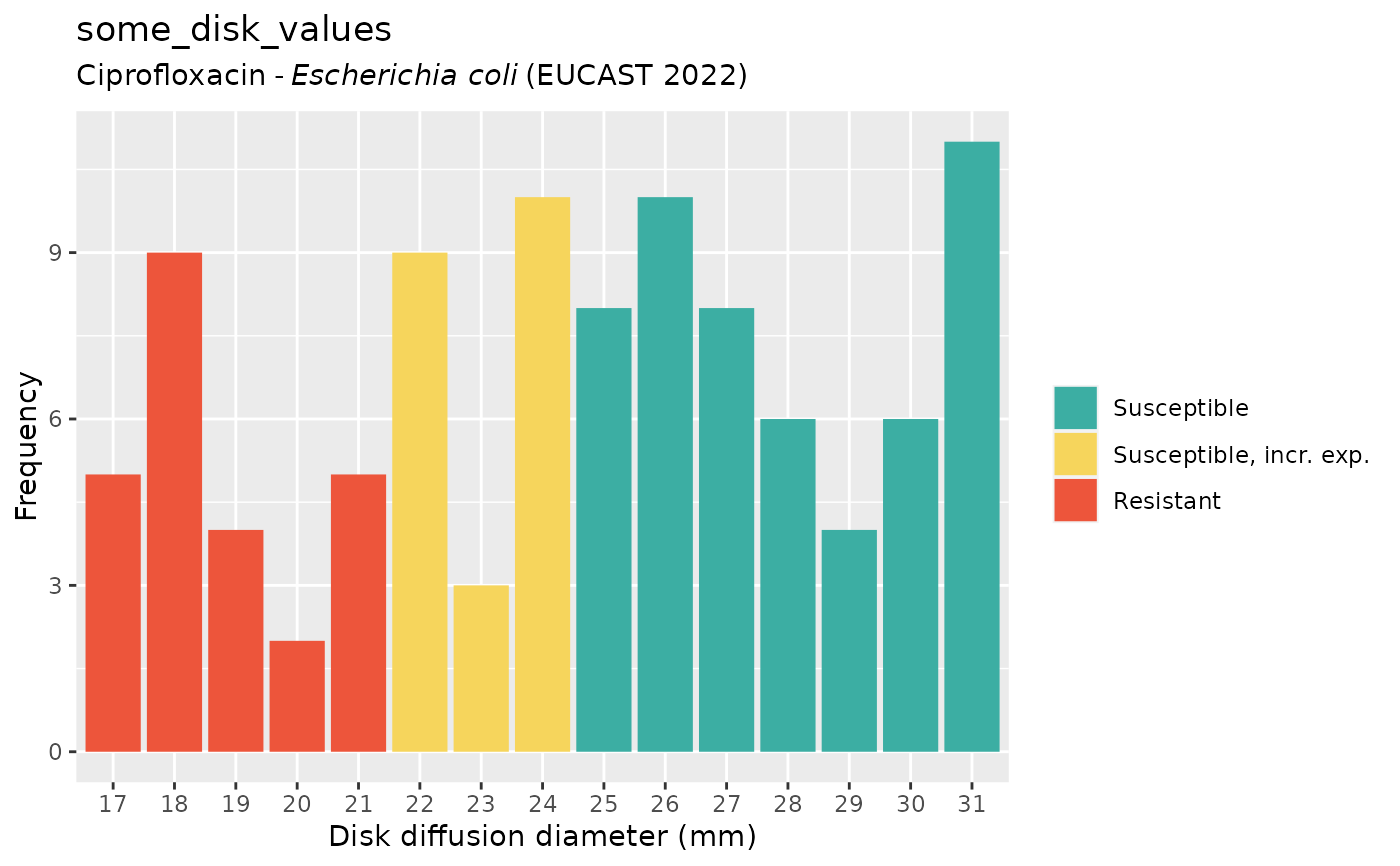 some_disk_values
Ciprofloxacin - Escherichia coli (EUCAST 2022)
Frequency
9
6
3
0
17 18 19 20 21 22 23 24 25 26 27 28 29 30 31
Disk diffusion diameter (mm)
Susceptible
Susceptible, incr. exp.
Resistant